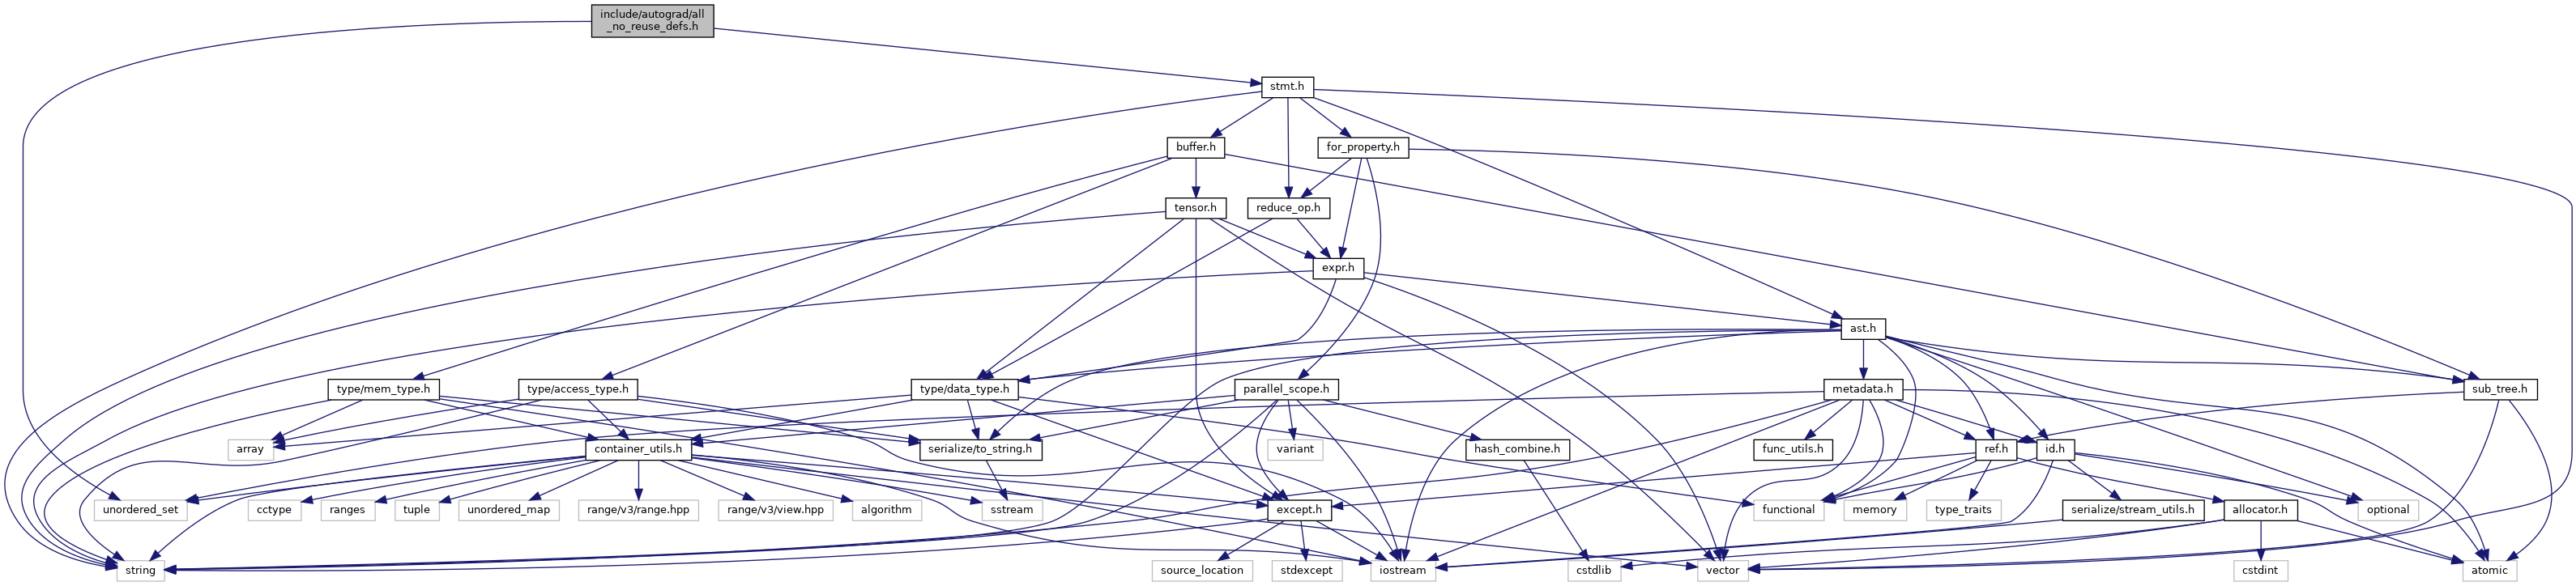 include/autograd/all
_no_reuse_defs.h
stmt.h
buffer.h
for_property.h
tensor.h
reduce_op.h
expr.h
ast.h
type/mem_type.h
type/access_type.h
type/data_type.h
parallel_scope.h
metadata.h
sub_tree.h
array
container_utils.h
serialize/to_string.h
variant
hash_combine.h
func_utils.h
ref.h
id.h
unordered_set
cctype
ranges
tuple
unordered_map
range/v3/range.hpp
range/v3/view.hpp
algorithm
sstream
except.h
functional
memory
type_traits
serialize/stream_utils.h
allocator.h
optional
string
source_location
stdexcept
iostream
cstdlib
vector
cstdint
atomic